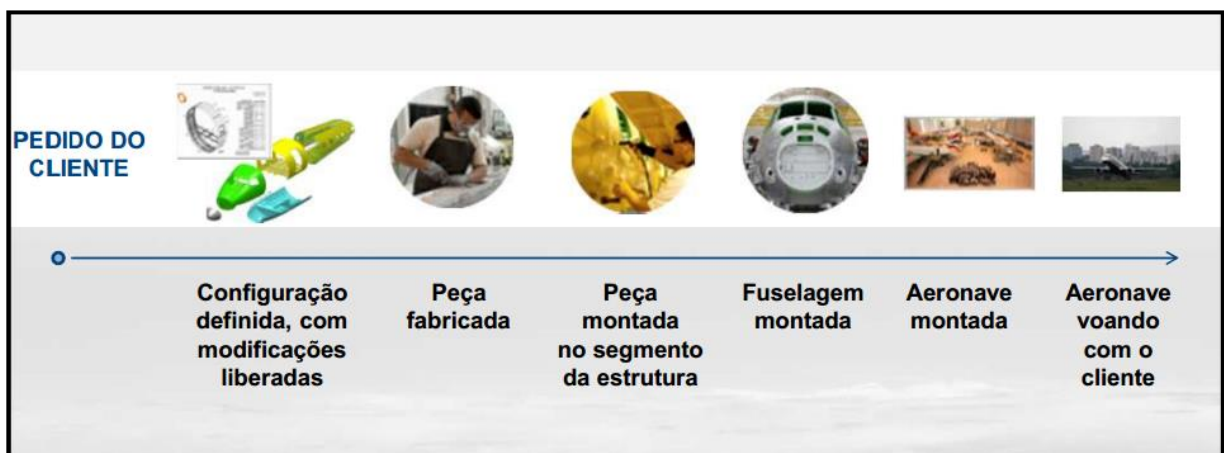 PEDIDO DO
CLIENTE
Configuração
definida, com
modificações
liberadas
Peça
fabricada
Peça
montada
no segmento
da estrutura
Fuselagem
montada
Aeronave
montada
Aeronave
voando
com o
cliente